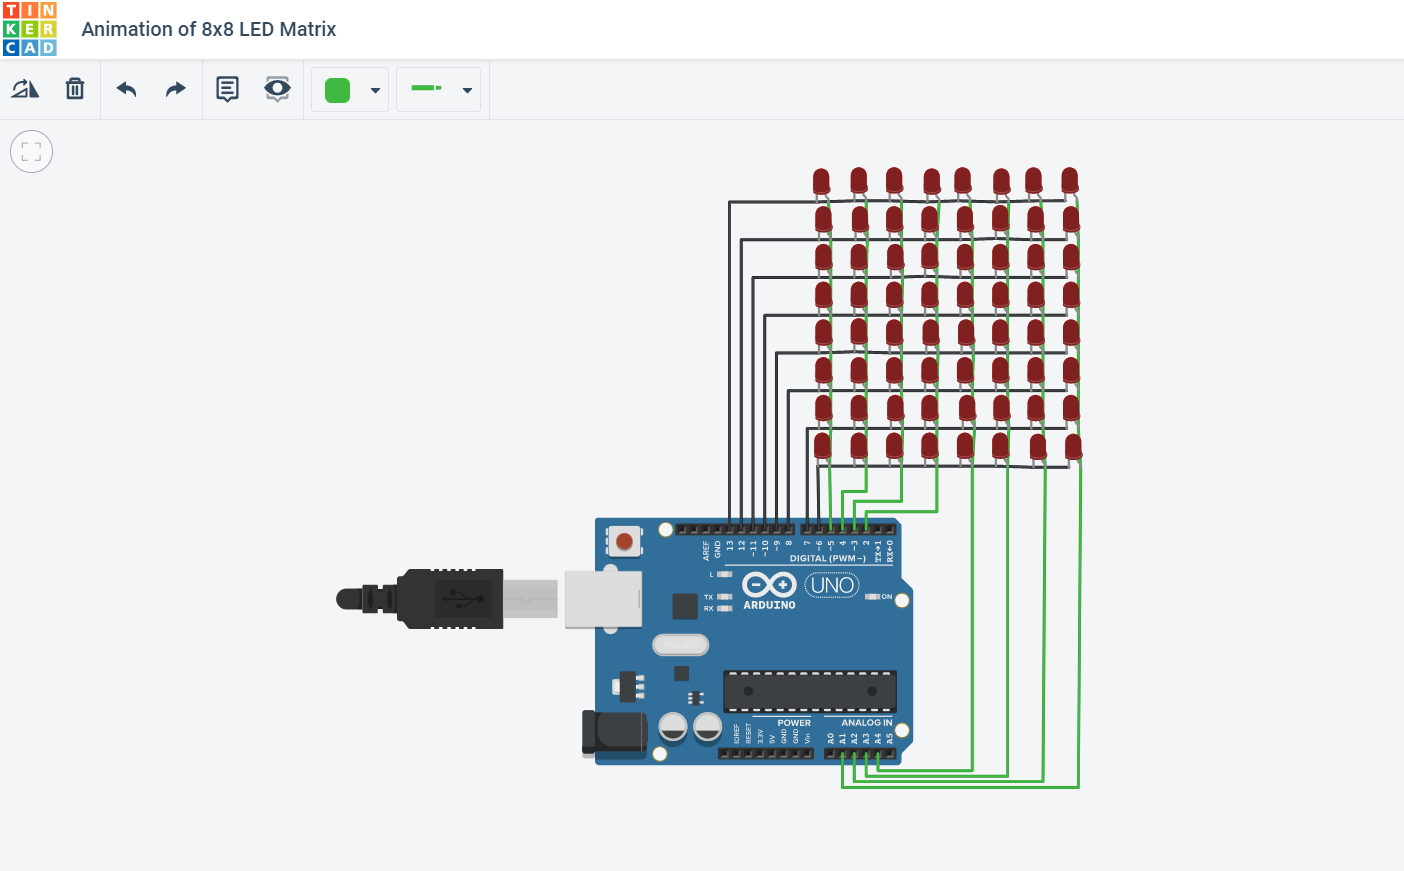 TIN
KER
CAD
Animation of 8x8 LED Matrix
AREF
GND
13
12
~11
~10
~9
8
7
~6
~5
4
~3
2
TX→1
RX←0
DIGITAL (PWM~)
L
TX
RX
ARDUINO
UNO
ON
POWER
ANALOG IN
IOREF
RESET
3.3V
5V
GND
GND
Vin
A0
A1
A2
A3
A4
A5